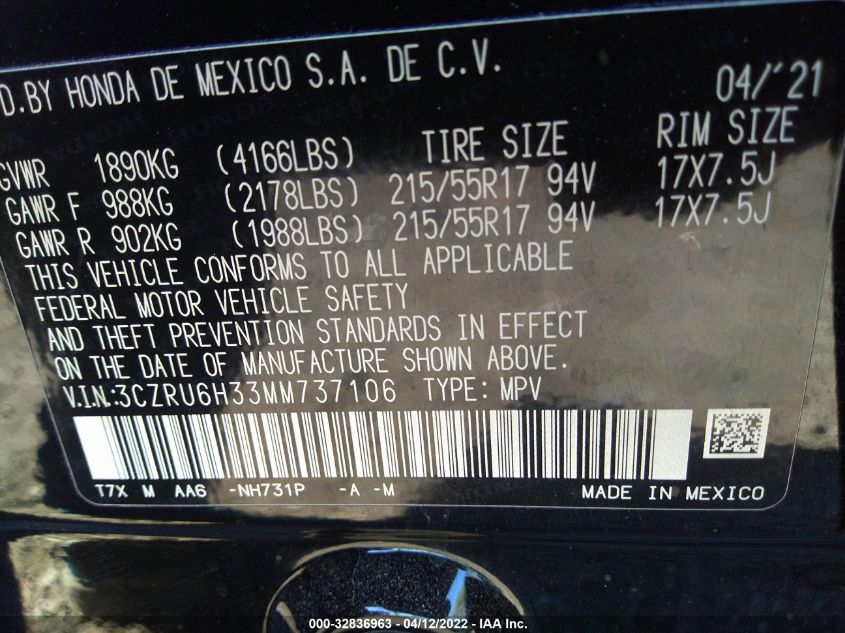 D.BY HONDA DE MEXICO S.A. DE C.V.
04/'21
GVWR 1890KG (4166LBS) TIRE SIZE RIM SIZE
GAWR F 988KG (2178LBS) 215/55R17 94V 17X7.5J
GAWR R 902KG (1988LBS) 215/55R17 94V 17X7.5J
THIS VEHICLE CONFORMS TO ALL APPLICABLE
FEDERAL MOTOR VEHICLE SAFETY
AND THEFT PREVENTION STANDARDS IN EFFECT
ON THE DATE OF MANUFACTURE SHOWN ABOVE.
V.I.N.:3CZRU6H33MM737106 TYPE: MPV
T7X M AA6 -NH731P -A -M MADE IN MEXICO
000-32836963 - 04/12/2022 - IAA Inc.